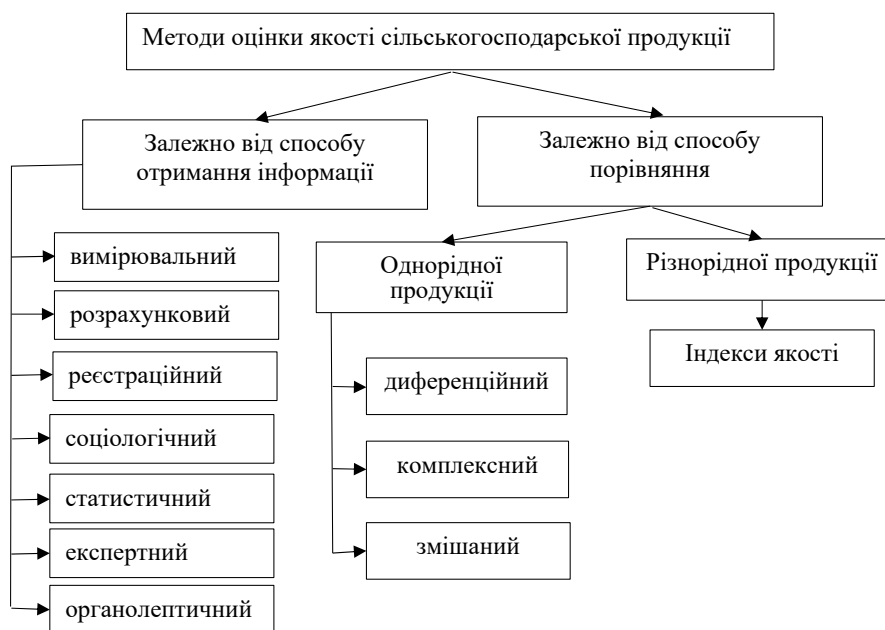 Методи оцінки якості сільськогосподарської продукції
Залежно від способу
отримання інформації
Залежно від способу
порівняння
вимірювальний
розрахунковий
реєстраційний
соціологічний
статистичний
експертний
органолептичний
Однорідної
продукції
диференційний
комплексний
змішаний
Різнорідної продукції
Індекси якості